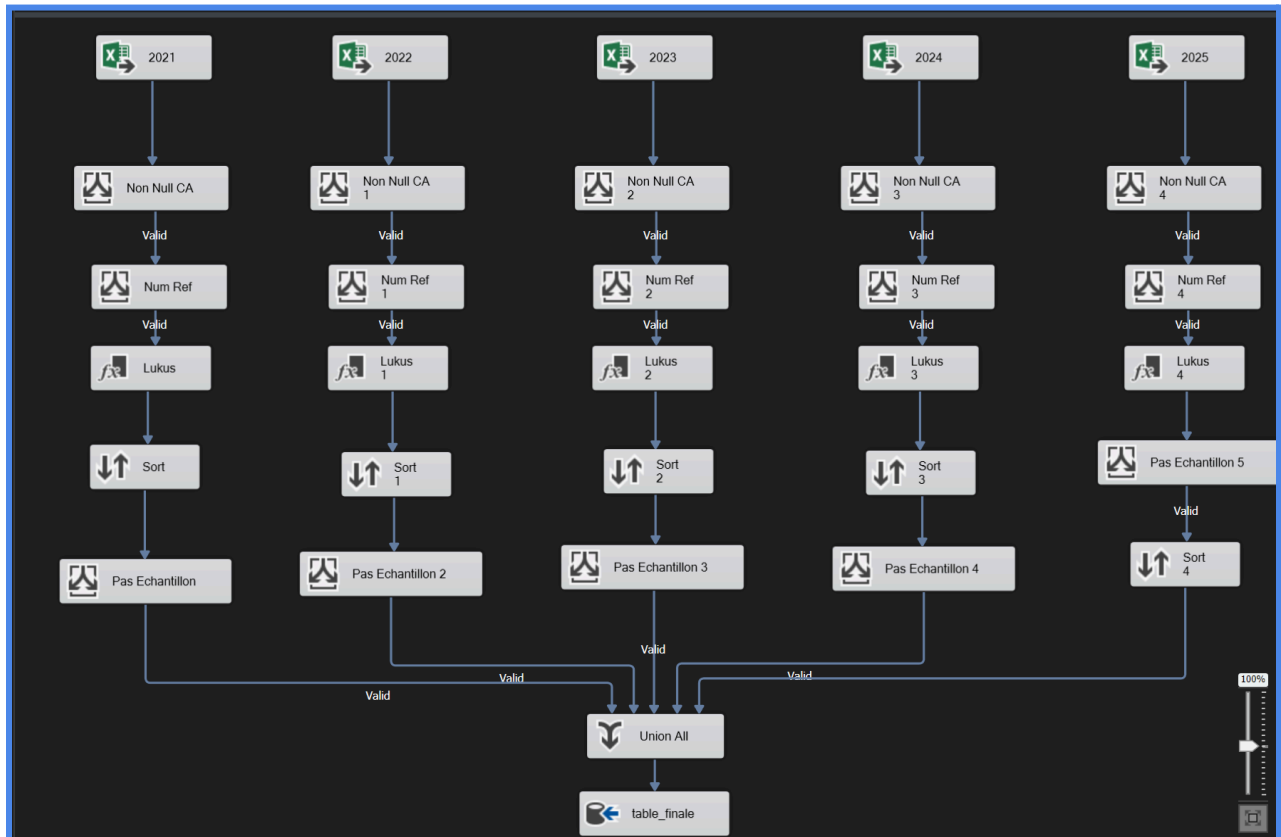 2021
2022
2023
2024
2025
Non Null CA
Non Null CA
1
Non Null CA
2
Non Null CA
3
Non Null CA
4
Valid
Valid
Valid
Valid
Valid
Num Ref
Num Ref
1
Num Ref
2
Num Ref
3
Num Ref
4
Valid
Valid
Valid
Valid
Valid
Lukus
Lukus
1
Lukus
2
Lukus
3
Lukus
4
Sort
Sort
1
Sort
2
Sort
3
Pas Echantillon 5
Valid
Pas Echantillon
Pas Echantillon 2
Pas Echantillon 3
Pas Echantillon 4
Sort
4
Valid
Valid
Valid
Valid
100%
Union All
table_finale